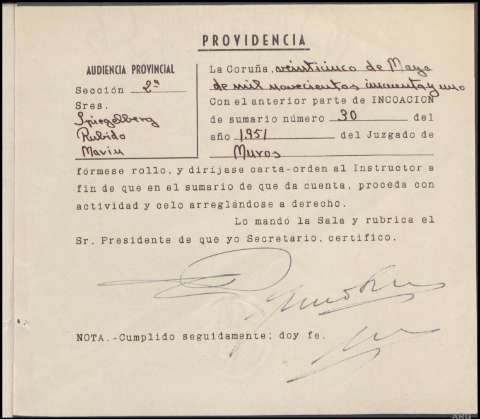 PROVIDENCIA
AUDIENCIA PROVINCIAL
Sección 2ª
Sres.
Spiegelberg
Rubido
Marin
La Coruña, veinticinco de Mayo
de mil novecientos cincuenta y uno
Con el anterior parte de INCOACION
de sumario número 30 del
año 1951 del Juzgado de
Muros
fórmese rollo, y diríjase carta-orden al Instructor a
fin de que en el sumario de que da cuenta, proceda con
actividad y celo arreglándose a derecho.
Lo mandó la Sala y rubrica el
Sr. Presidente de que yo Secretario, certifico.
NOTA.-Cumplido seguidamente; doy fe.